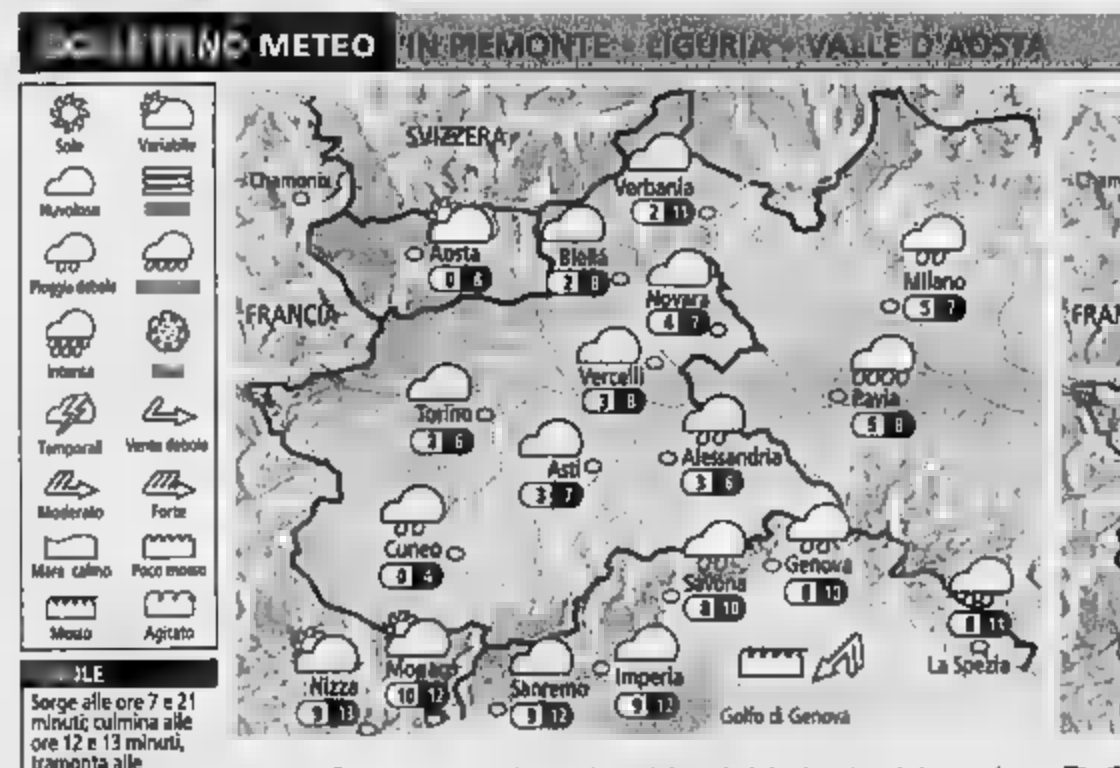 METEO IN PIEMONTE • LIGURIA • VALLE D'AOSTA
Sole
Variabile
Nuvoloso
Pioggia debole
Intensa
Temporali
Vento debole
Moderato
Forte
Mare calmo
Poco mosso
Mosso
Agitato
Sorge alle ore 7 e 21
minuti; culmina alle
ore 12 e 13 minuti,
tramonta alle
SVIZZERA
Chamonix
FRANCIA
Verbania
2 11
Aosta
0 6
Biella
2 8
Novara
4 7
Milano
5 7
Vercelli
3 8
Pavia
5 8
Torino
6
Asti
3 7
Alessandria
3 6
Cuneo
0 4
Savona
8 10
Genova
10
La Spezia
11
Nizza
9 13
Monaco
10 12
Sanremo
9 12
Imperia
9 12
Golfo di Genova
Cham
FRAN